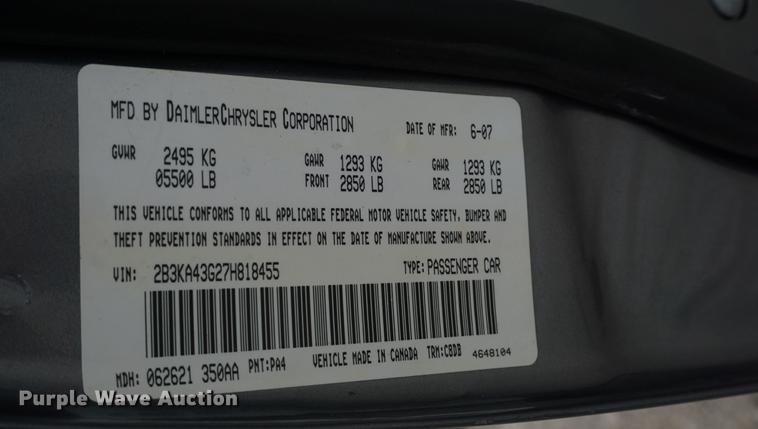 MFD BY DAIMLERCHRYSLER CORPORATION DATE OF MFR: 6-07
GVWR 2495 KG GAWR 1293 KG GAWR 1293 KG
05500 LB FRONT 2850 LB REAR 2850 LB
THIS VEHICLE CONFORMS TO ALL APPLICABLE FEDERAL MOTOR VEHICLE SAFETY, BUMPER AND
THEFT PREVENTION STANDARDS IN EFFECT ON THE DATE OF MANUFACTURE SHOWN ABOVE.
VIN: 2B3KA43G27H818455 TYPE: PASSENGER CAR
MDH: 062621 350AA PNT:PA4 VEHICLE MADE IN CANADA TRM:C8DB 4648104
Purple Wave Auction